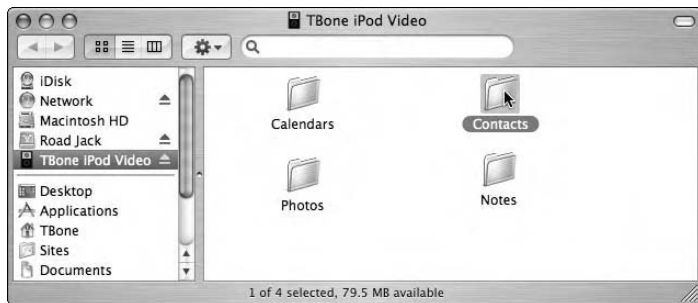 TBone iPod Video
iDisk
Network
Macintosh HD
Road Jack
TBone iPod Video
Desktop
Applications
TBone
Sites
Documents
Calendars
Contacts
Photos
Notes
1 of 4 selected, 79.5 MB available